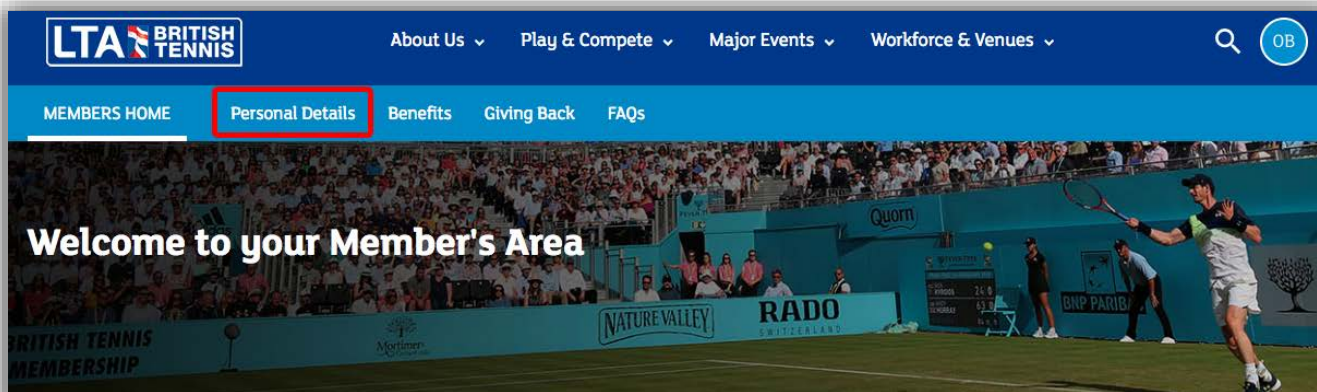 LTA BRITISH TENNIS
About Us Play & Compete Major Events Workforce & Venues OB
MEMBERS HOME Personal Details Benefits Giving Back FAQs
Welcome to your Member's Area
Quorn
BNP PARIB
NATURE VALLEY
RADO
SWITZERLAND
Mortimer
BRITISH TENNIS
MEMBERSHIP